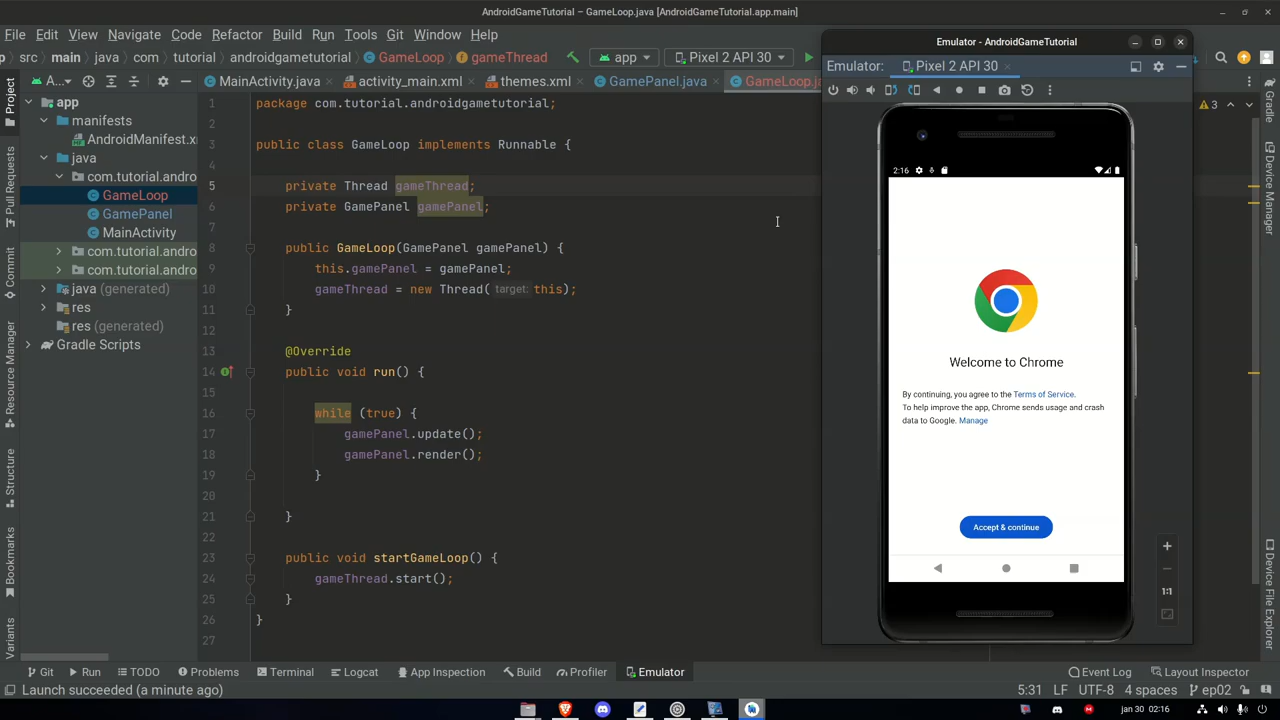 AndroidGameTutorial – GameLoop.java [AndroidGameTutorial.app.main]
File Edit View Navigate Code Refactor Build Run Tools Git Window Help
p src main java com tutorial androidgametutorial GameLoop gameThread app Pixel 2 API 30
Emulator - AndroidGameTutorial
Emulator: Pixel 2 API 30
A... MainActivity.java activity_main.xml themes.xml GamePanel.java GameLoop.j
Project
Pull Requests
Commit
Resource Manager
Structure
Bookmarks
Variants
app
manifests
AndroidManifest.x
java
com.tutorial.andro
GameLoop
GamePanel
MainActivity
com.tutorial.andro
com.tutorial.andro
java (generated)
res
res (generated)
Gradle Scripts
1 package com.tutorial.androidgametutorial;
2
3 public class GameLoop implements Runnable {
4
5 private Thread gameThread;
6 private GamePanel gamePanel;
7
8 public GameLoop(GamePanel gamePanel) {
9 this.gamePanel = gamePanel;
10 gameThread = new Thread( target: this);
11 }
12
13 @Override
14 public void run() {
15
16 while (true) {
17 gamePanel.update();
18 gamePanel.render();
19 }
20
21 }
22
23 public void startGameLoop() {
24 gameThread.start();
25 }
26 }
27
2:16
Welcome to Chrome
By continuing, you agree to the Terms of Service.
To help improve the app, Chrome sends usage and crash
data to Google. Manage
Accept & continue
1:1
3
Gradle
Device Manager
Device File Explorer
Git Run TODO Problems Terminal Logcat App Inspection Build Profiler Emulator Event Log Layout Inspector
Launch succeeded (a minute ago) 5:31 LF UTF-8 4 spaces ep02
jan 30 02:16